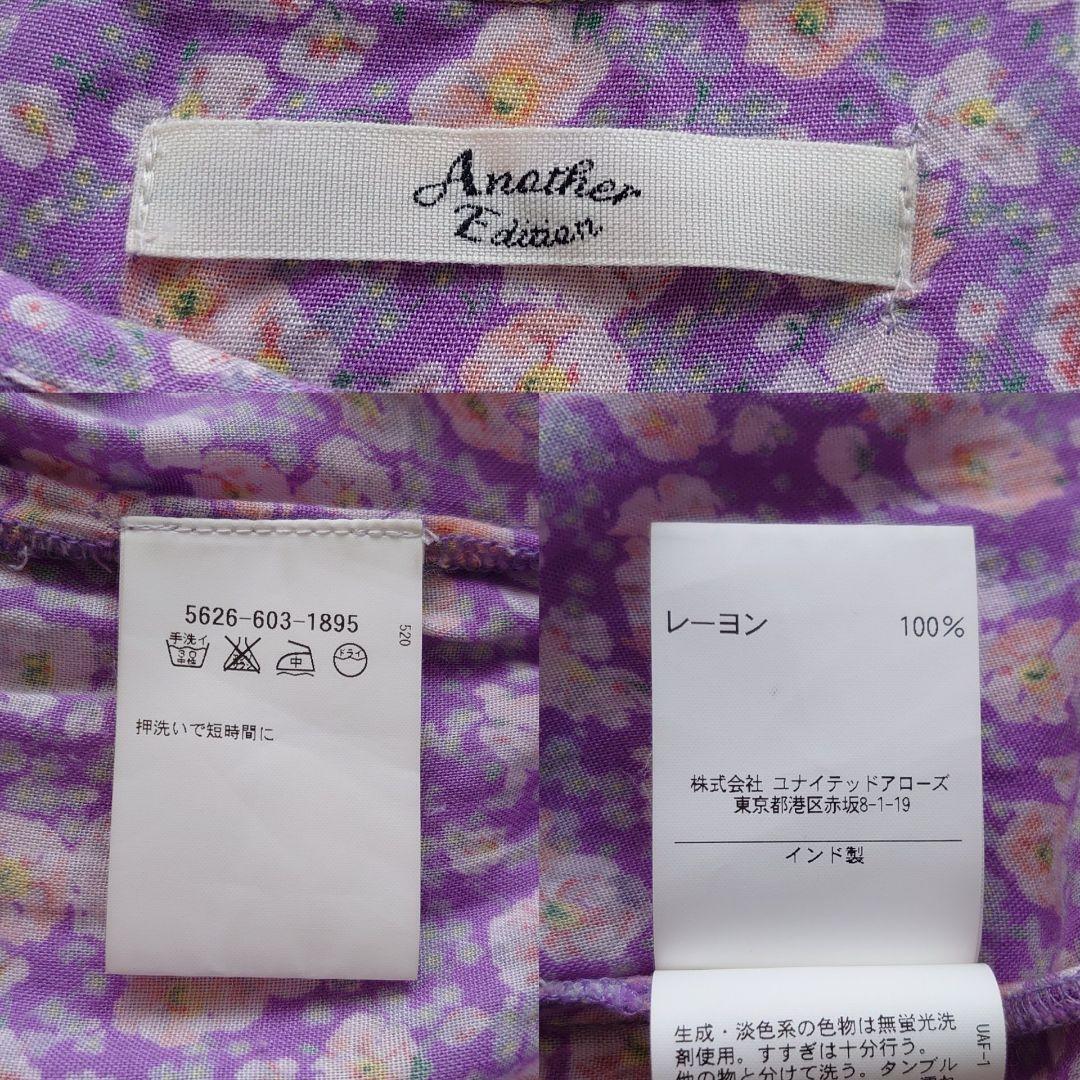 Another
Edition
5626-603-1895
520
手洗イ
30
中性
中
ドライ
押洗いで短時間に
レーヨン 100%
株式会社 ユナイテッドアローズ
東京都港区赤坂8-1-19
インド製
生成・淡色系の色物は無蛍光洗
剤使用。すすぎは十分行う。
他の物と分けて洗う。タンブル
UAF-1